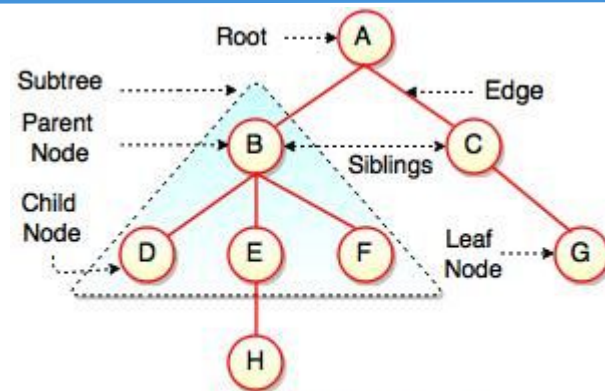 Root
A
Subtree
Edge
Parent
Node
B
C
Siblings
Child
Node
D
E
F
Leaf
Node
G
H